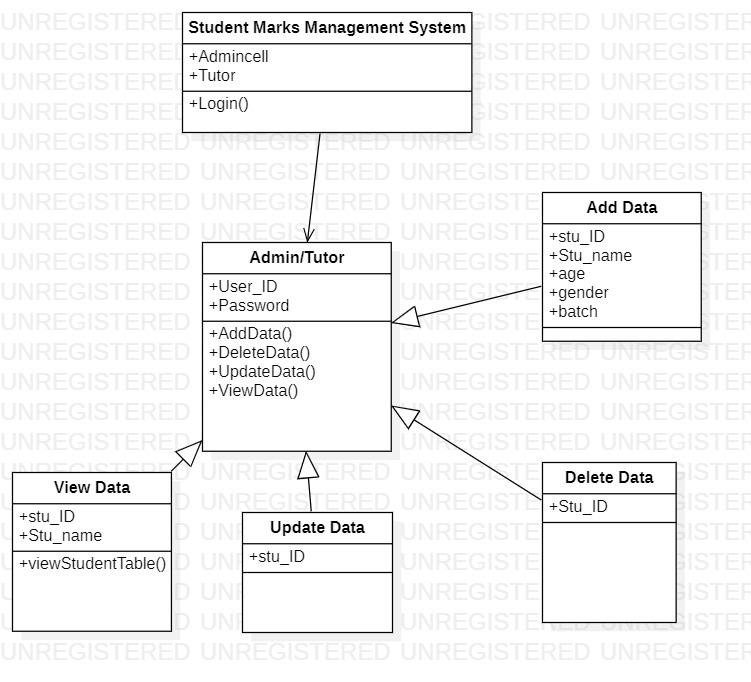 Student Marks Management System
+Admincell
+Tutor
+Login()
Admin/Tutor
+User_ID
+Password
+AddData()
+DeleteData()
+UpdateData()
+ViewData()
Add Data
+stu_ID
+Stu_name
+age
+gender
+batch
View Data
+stu_ID
+Stu_name
+viewStudentTable()
Update Data
+stu_ID
Delete Data
+Stu_ID
UNREGISTERED